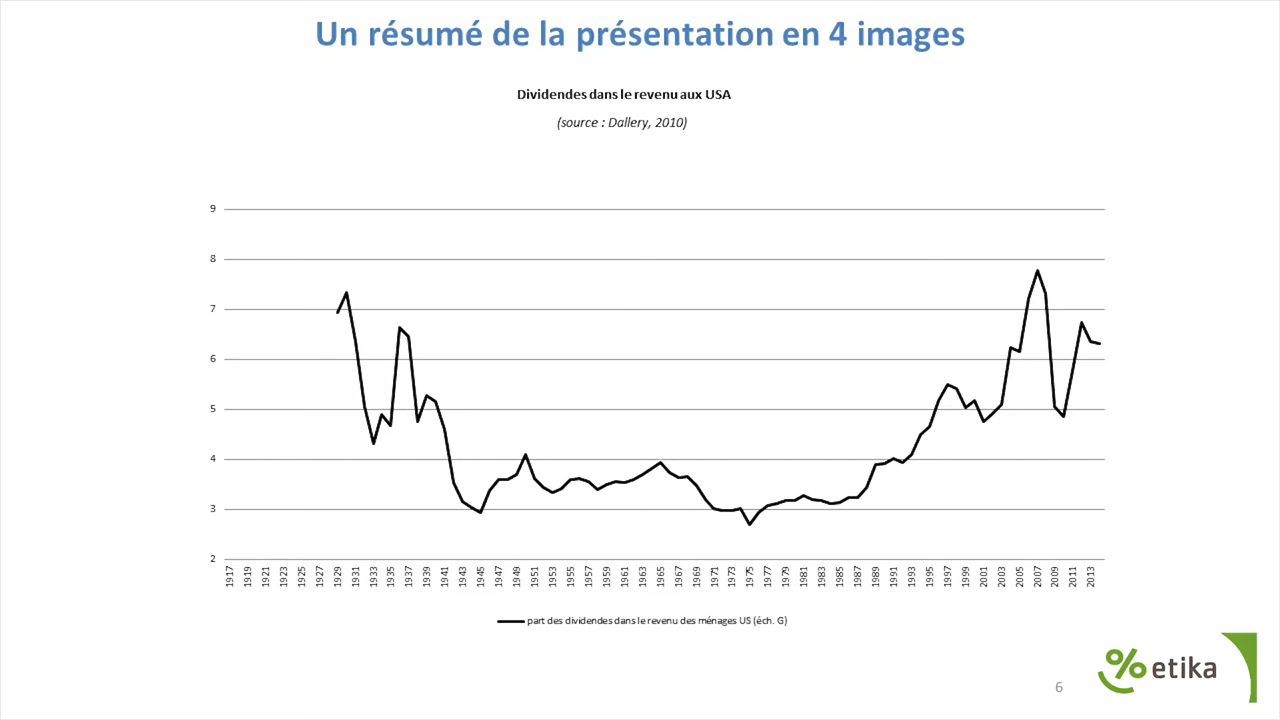 Un résumé de la présentation en 4 images
Dividendes dans le revenu aux USA
(source : Dallery, 2010)
9
8
7
6
5
4
3
2
1917 1919 1921 1923 1925 1927 1929 1931 1933 1935 1937 1939 1941 1943 1945 1947 1949 1951 1953 1955 1957 1959 1961 1963 1965 1967 1969 1971 1973 1975 1977 1979 1981 1983 1985 1987 1989 1991 1993 1995 1997 1999 2001 2003 2005 2007 2009 2011 2013
part des dividendes dans le revenu des ménages US (éch. G)
% etika
6